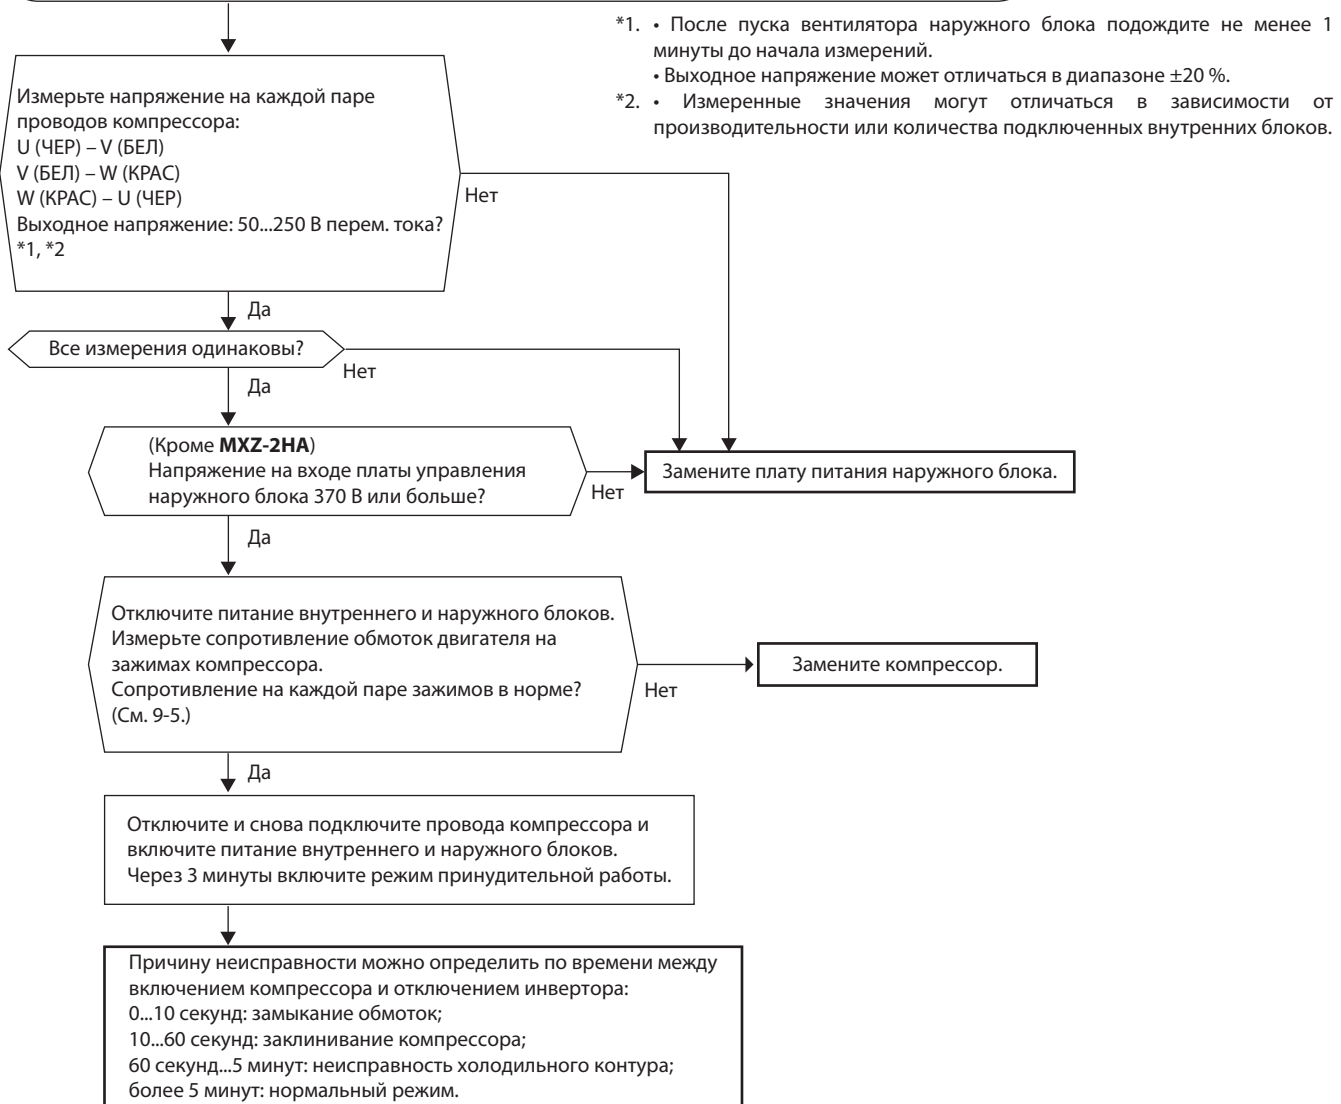 *1. • После пуска вентилятора наружного блока подождите не менее 1
минуты до начала измерений.
• Выходное напряжение может отличаться в диапазоне ±20 %.
*2. • Измеренные значения могут отличаться в зависимости от
производительности или количества подключенных внутренних блоков.
Измерьте напряжение на каждой паре
проводов компрессора:
U (ЧЕР) – V (БЕЛ)
V (БЕЛ) – W (КРАС)
W (КРАС) – U (ЧЕР)
Выходное напряжение: 50...250 В перем. тока?
*1, *2
Нет
Да
Все измерения одинаковы?
Нет
Да
(Кроме MXZ-2HA)
Напряжение на входе платы управления
наружного блока 370 В или больше?
Нет
Замените плату питания наружного блока.
Да
Отключите питание внутреннего и наружного блоков.
Измерьте сопротивление обмоток двигателя на
зажимах компрессора.
Сопротивление на каждой паре зажимов в норме?
(См. 9-5.)
Нет
Замените компрессор.
Да
Отключите и снова подключите провода компрессора и
включите питание внутреннего и наружного блоков.
Через 3 минуты включите режим принудительной работы.
Причину неисправности можно определить по времени между
включением компрессора и отключением инвертора:
0...10 секунд: замыкание обмоток;
10...60 секунд: заклинивание компрессора;
60 секунд...5 минут: неисправность холодильного контура;
более 5 минут: нормальный режим.